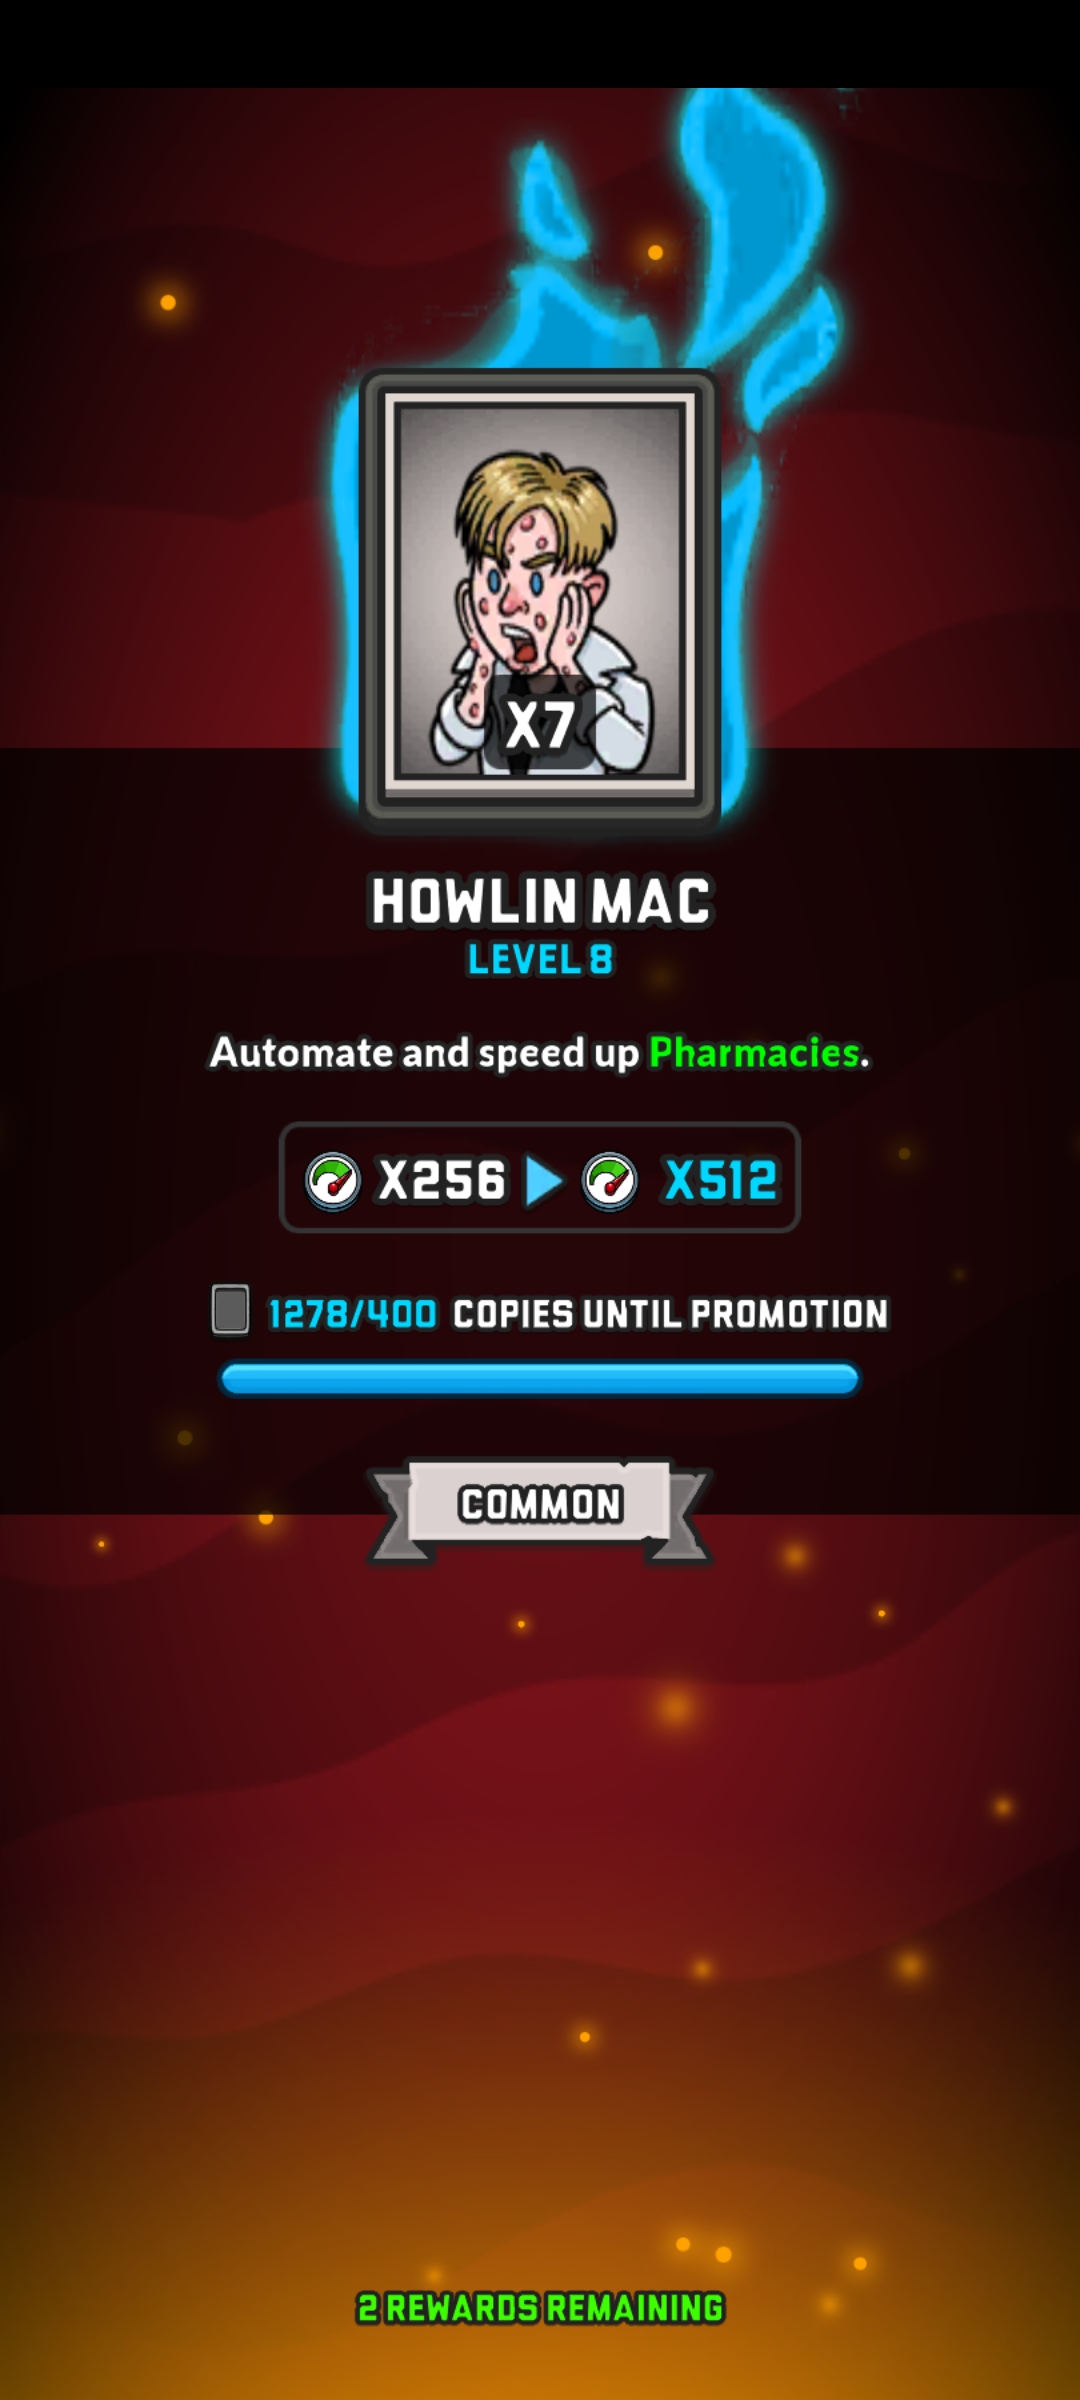 X7
HOWLIN MAC
LEVEL 8
Automate and speed up Pharmacies.
X256 X512
1278/400 COPIES UNTIL PROMOTION
COMMON
2 REWARDS REMAINING